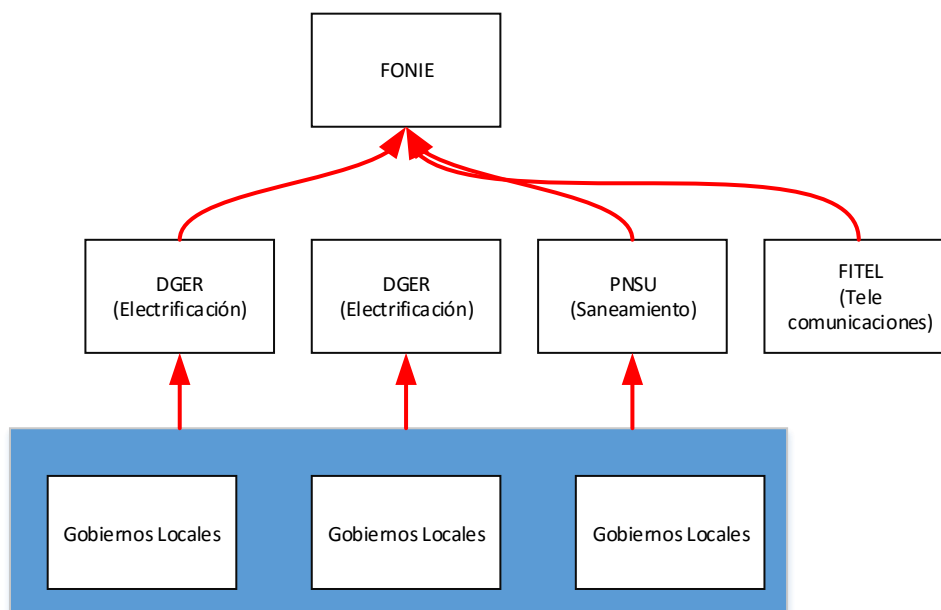 FONIE
DGER
(Electrificación)
DGER
(Electrificación)
PNSU
(Saneamiento)
FITEL
(Tele
comunicaciones)
Gobiernos Locales
Gobiernos Locales
Gobiernos Locales